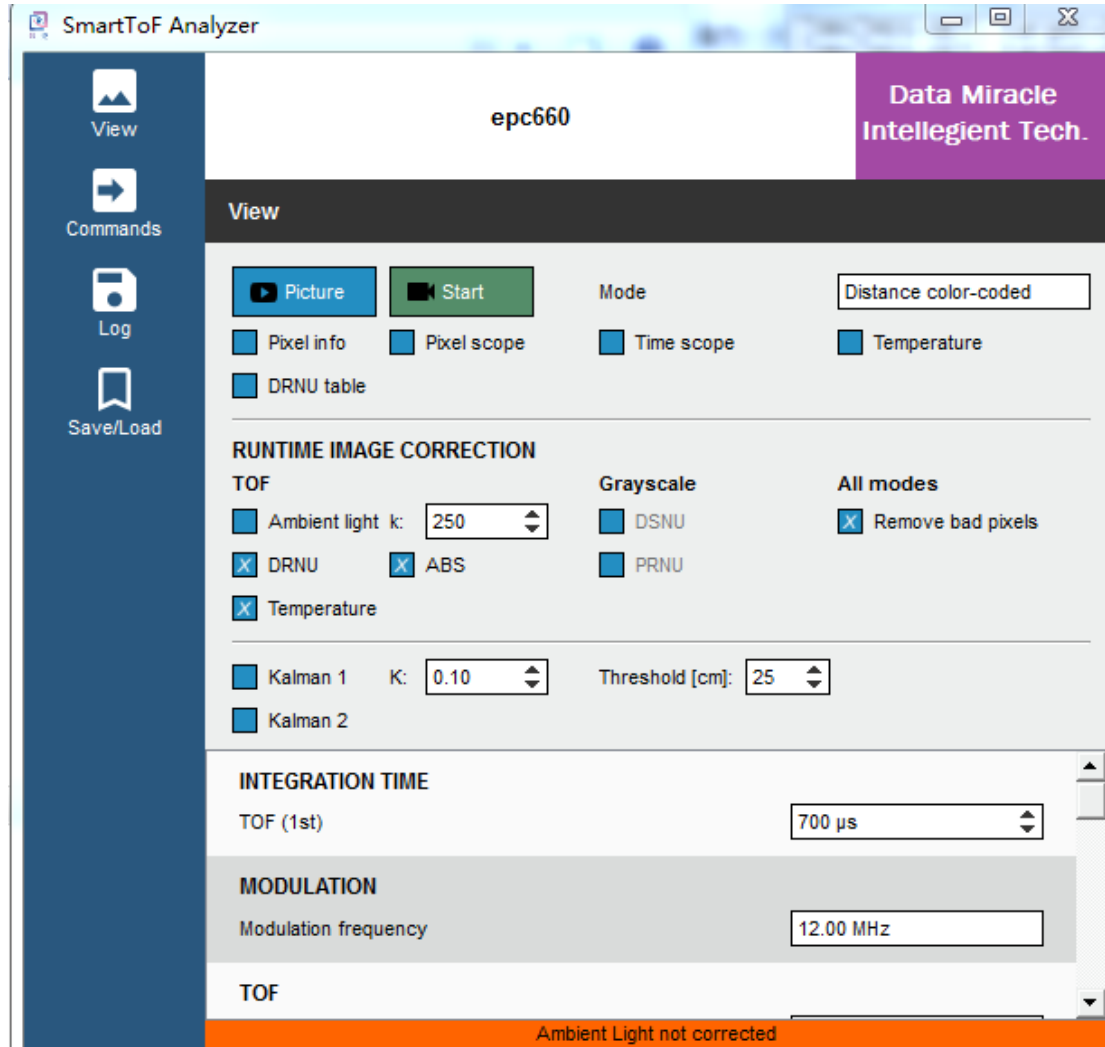 SmartToF Analyzer
View
Commands
Log
Save/Load
epc660
Data Miracle
Intellegient Tech.
View
Picture Start Mode Distance color-coded
Pixel info Pixel scope Time scope Temperature
DRNU table
RUNTIME IMAGE CORRECTION
TOF Grayscale All modes
Ambient light k: 250 DSNU X Remove bad pixels
X DRNU X ABS PRNU
X Temperature
Kalman 1 K: 0.10 Threshold [cm]: 25
Kalman 2
INTEGRATION TIME
TOF (1st) 700 µs
MODULATION
Modulation frequency 12.00 MHz
TOF
Ambient Light not corrected